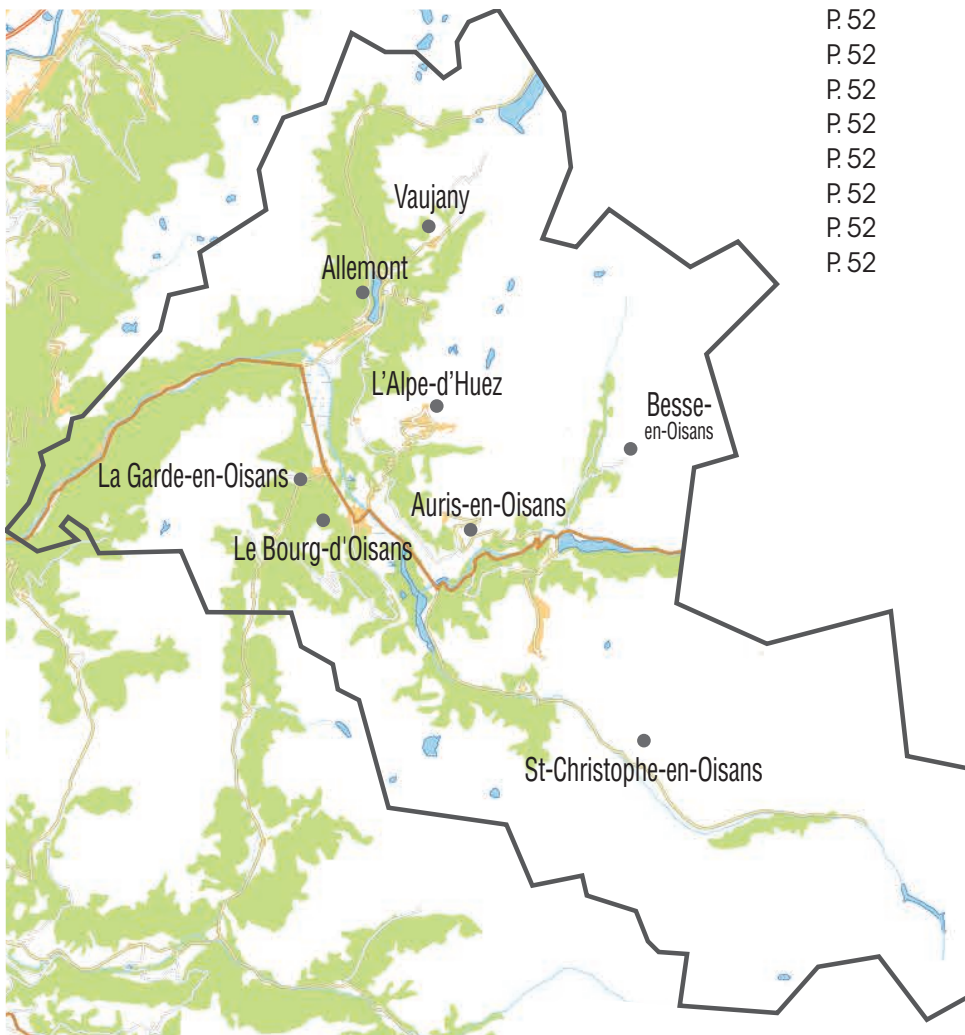 P. 52
P. 52
P. 52
P. 52
P. 52
P. 52
P. 52
P. 52
Vaujany
Allemont
L'Alpe-d'Huez
Besse-
en-Oisans
La Garde-en-Oisans
Auris-en-Oisans
Le Bourg-d'Oisans
St-Christophe-en-Oisans